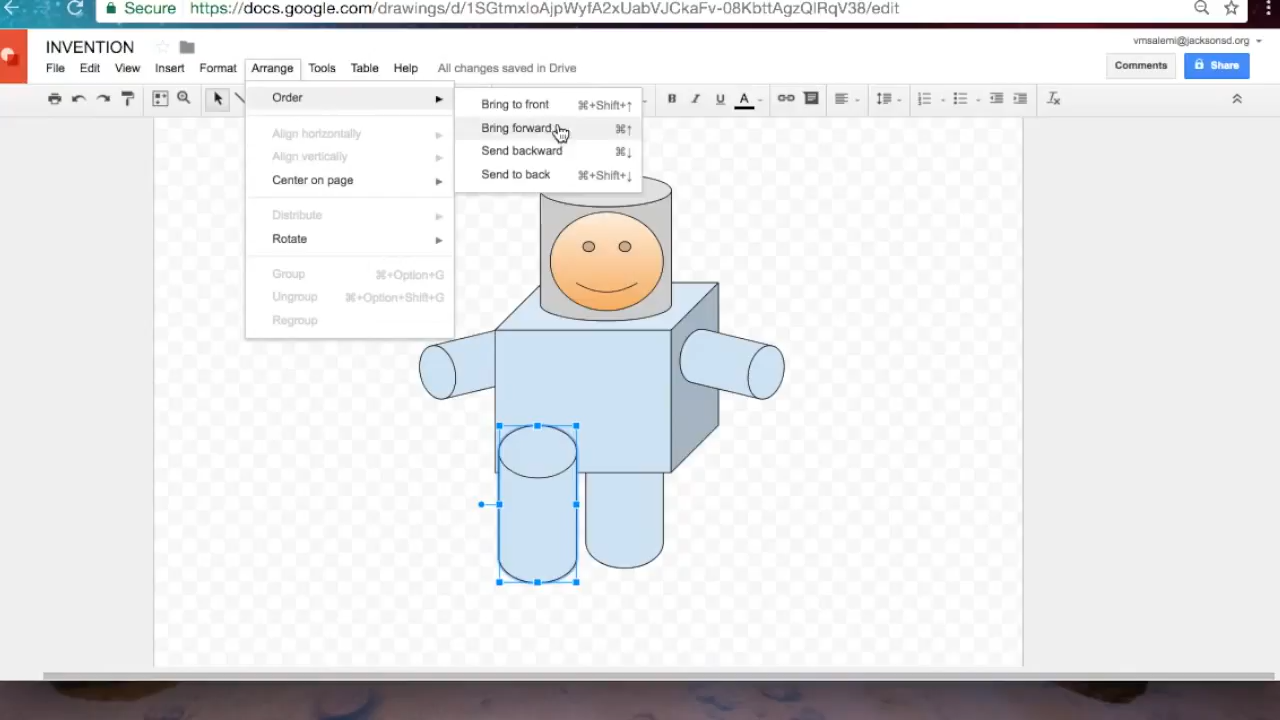 Secure https://docs.google.com/drawings/d/1SGtmxloAjpWyfA2xUabVJCkaFv-08KbttAgzQlRqV38/edit
INVENTION
vmsalemi@jacksonsd.org
File Edit View Insert Format Arrange Tools Table Help All changes saved in Drive
Comments Share
B I U A
Order
Align horizontally
Align vertically
Center on page
Distribute
Rotate
Group ⌘+Option+G
Ungroup ⌘+Option+Shift+G
Regroup
Bring to front ⌘+Shift+↑
Bring forward ⌘↑
Send backward ⌘↓
Send to back ⌘+Shift+↓